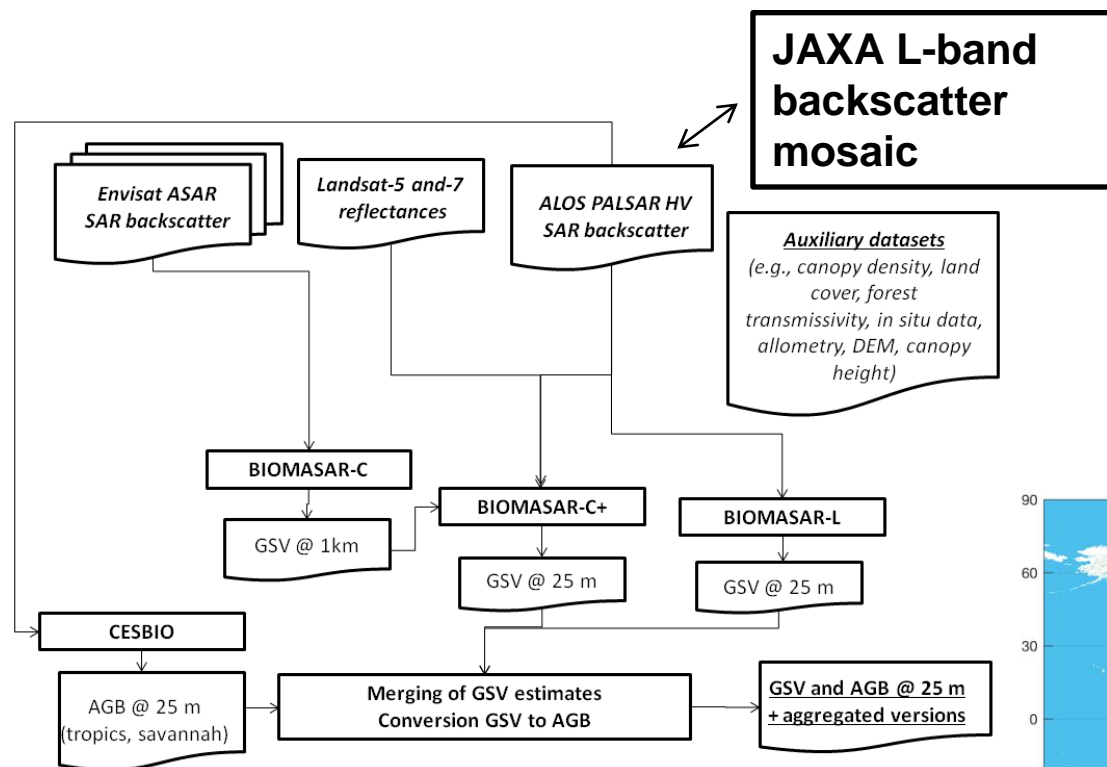 JAXA L-band
backscatter
mosaic
Envisat ASAR
SAR backscatter
Landsat-5 and-7
reflectances
ALOS PALSAR HV
SAR backscatter
Auxiliary datasets
(e.g., canopy density, land
cover, forest
transmissivity, in situ data,
allometry, DEM, canopy
height)
BIOMASAR-C
BIOMASAR-C+
BIOMASAR-L
GSV @ 1km
GSV @ 25 m
GSV @ 25 m
CESBIO
AGB @ 25 m
(tropics, savannah)
Merging of GSV estimates
Conversion GSV to AGB
GSV and AGB @ 25 m
+ aggregated versions
90
60
30
0